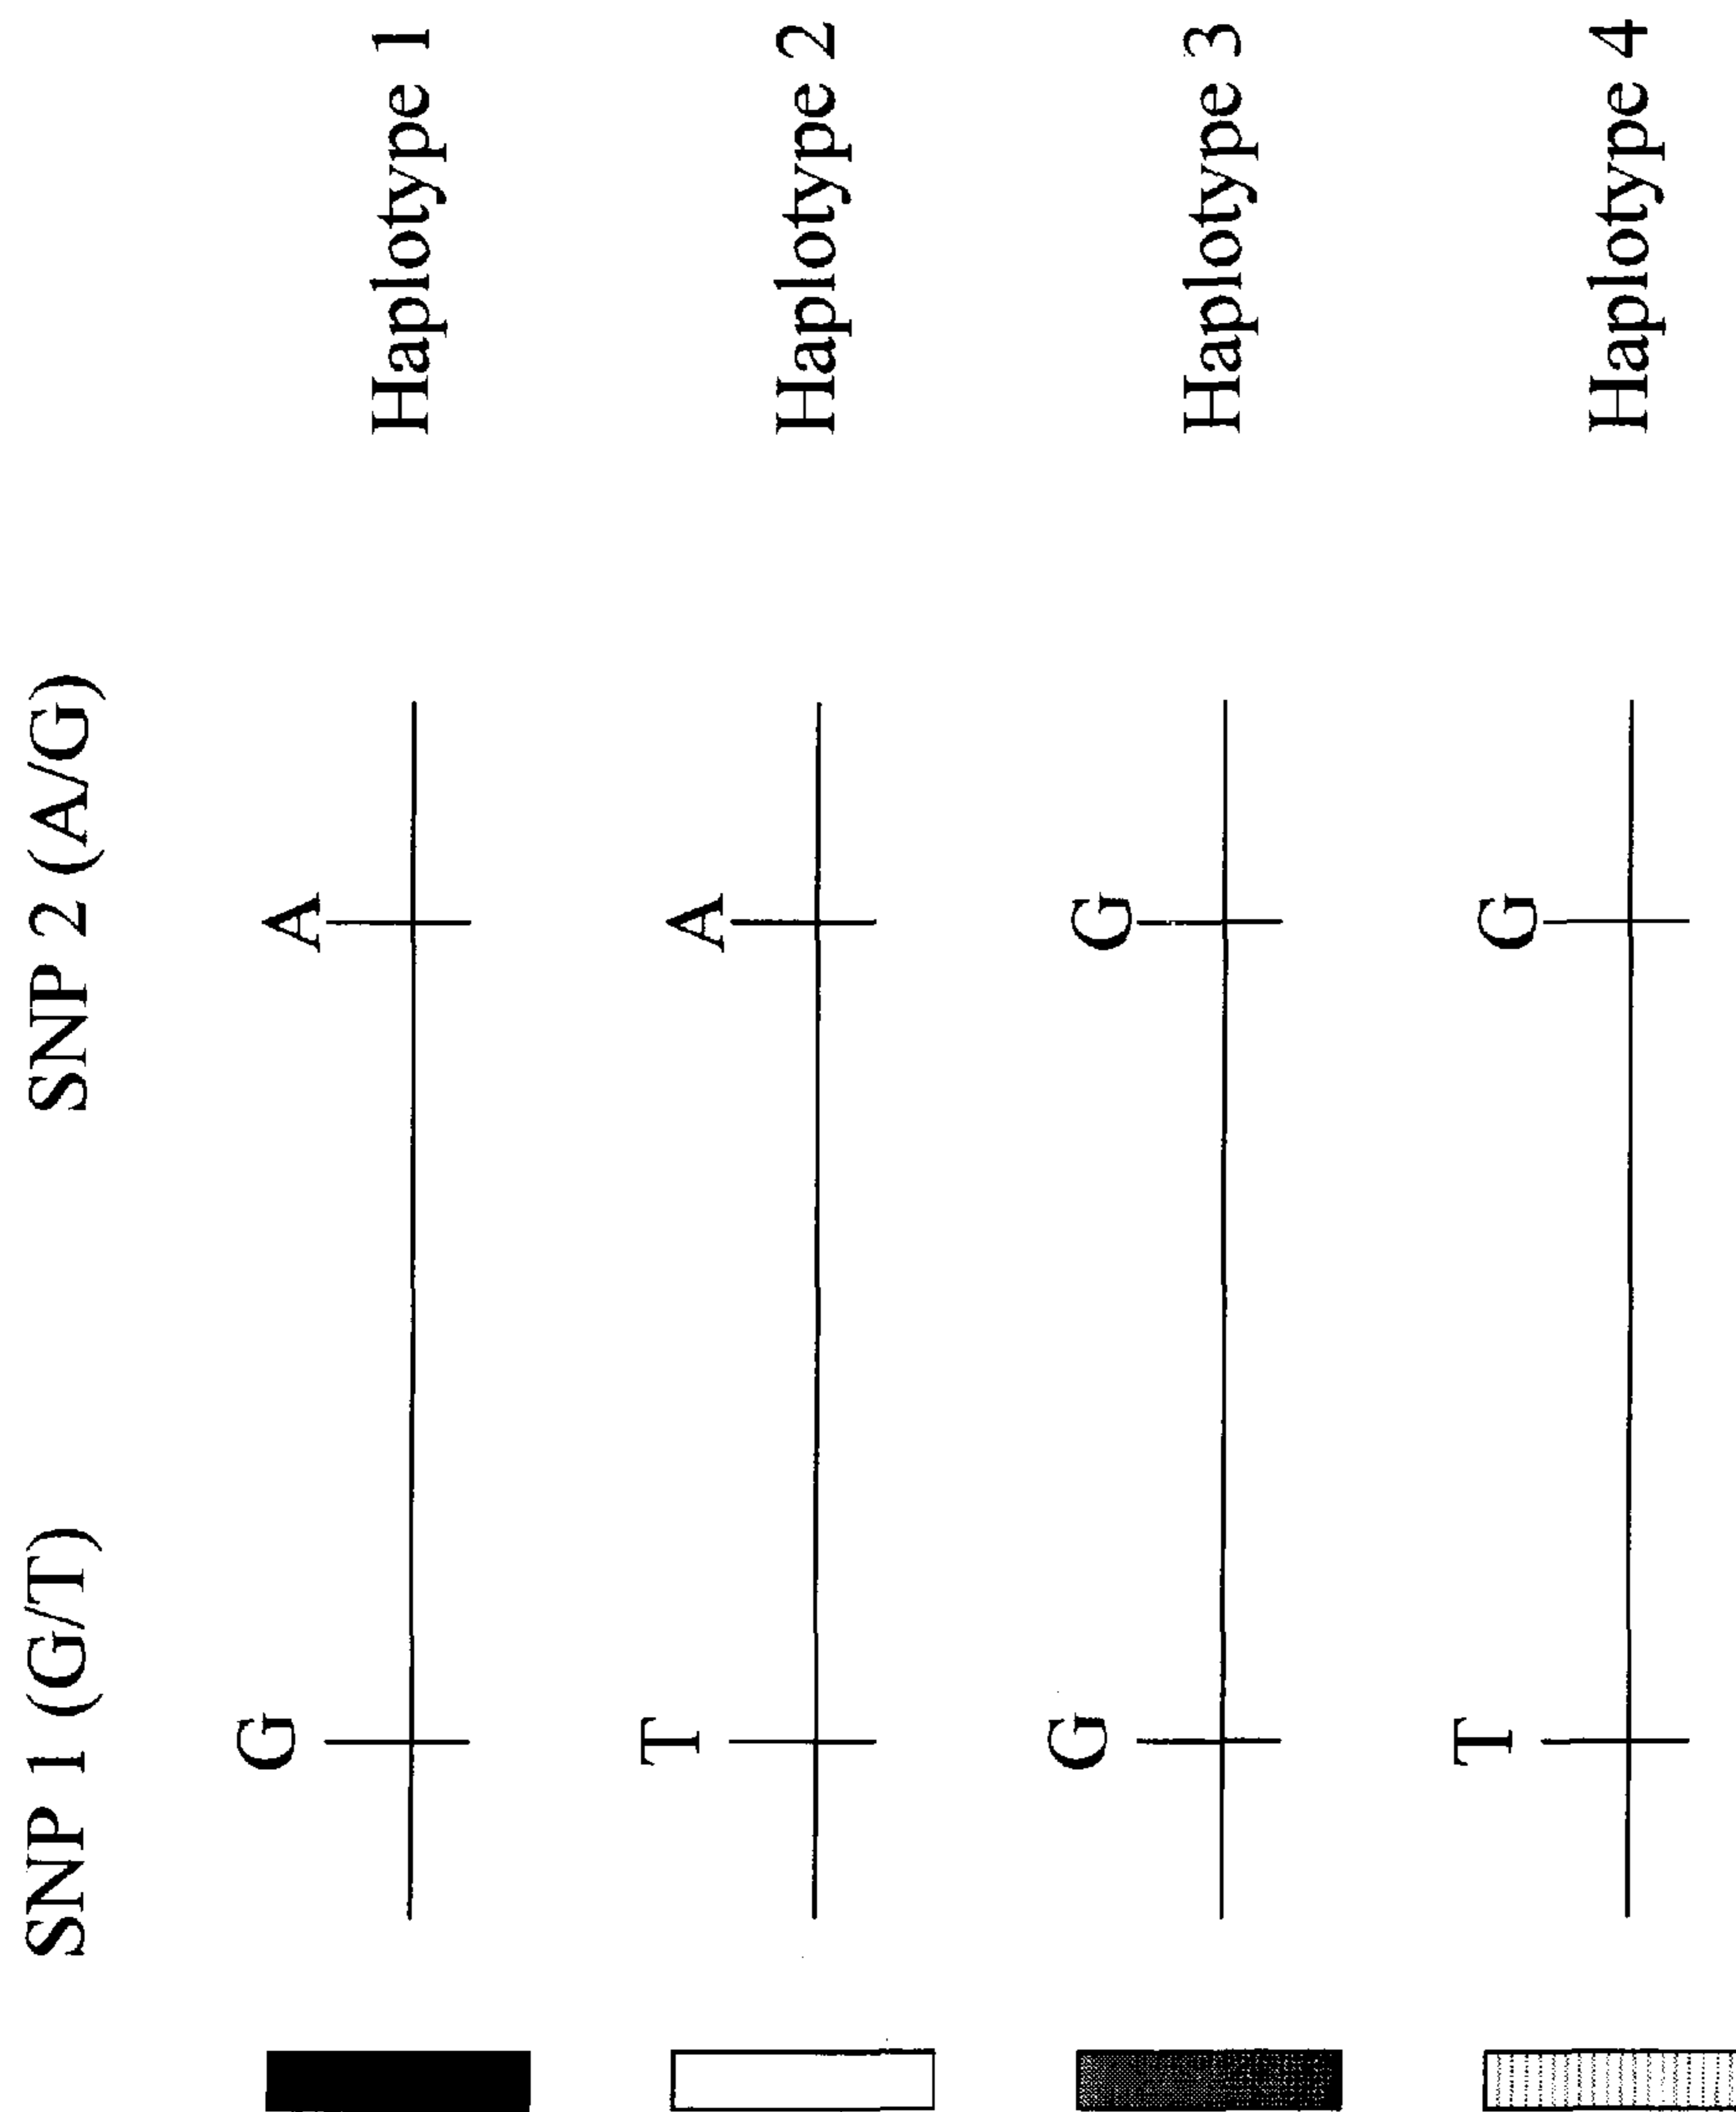 SNP 1 (G/T) SNP 2 (A/G)
G A Haplotype 1
T A Haplotype 2
G G Haplotype 3
T G Haplotype 4